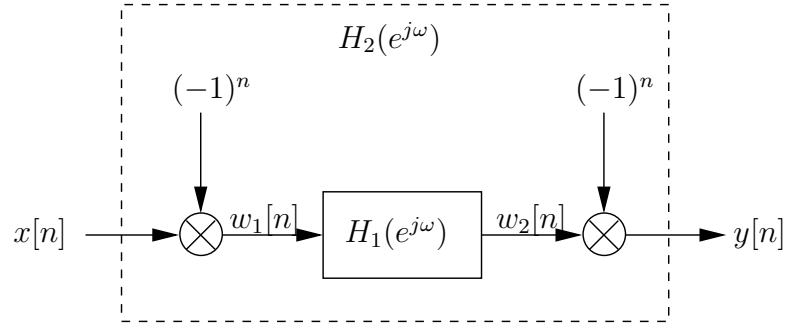 H₂(e^{jω})
(−1)ⁿ (−1)ⁿ
x[n] w₁[n] H₁(e^{jω}) w₂[n] y[n]